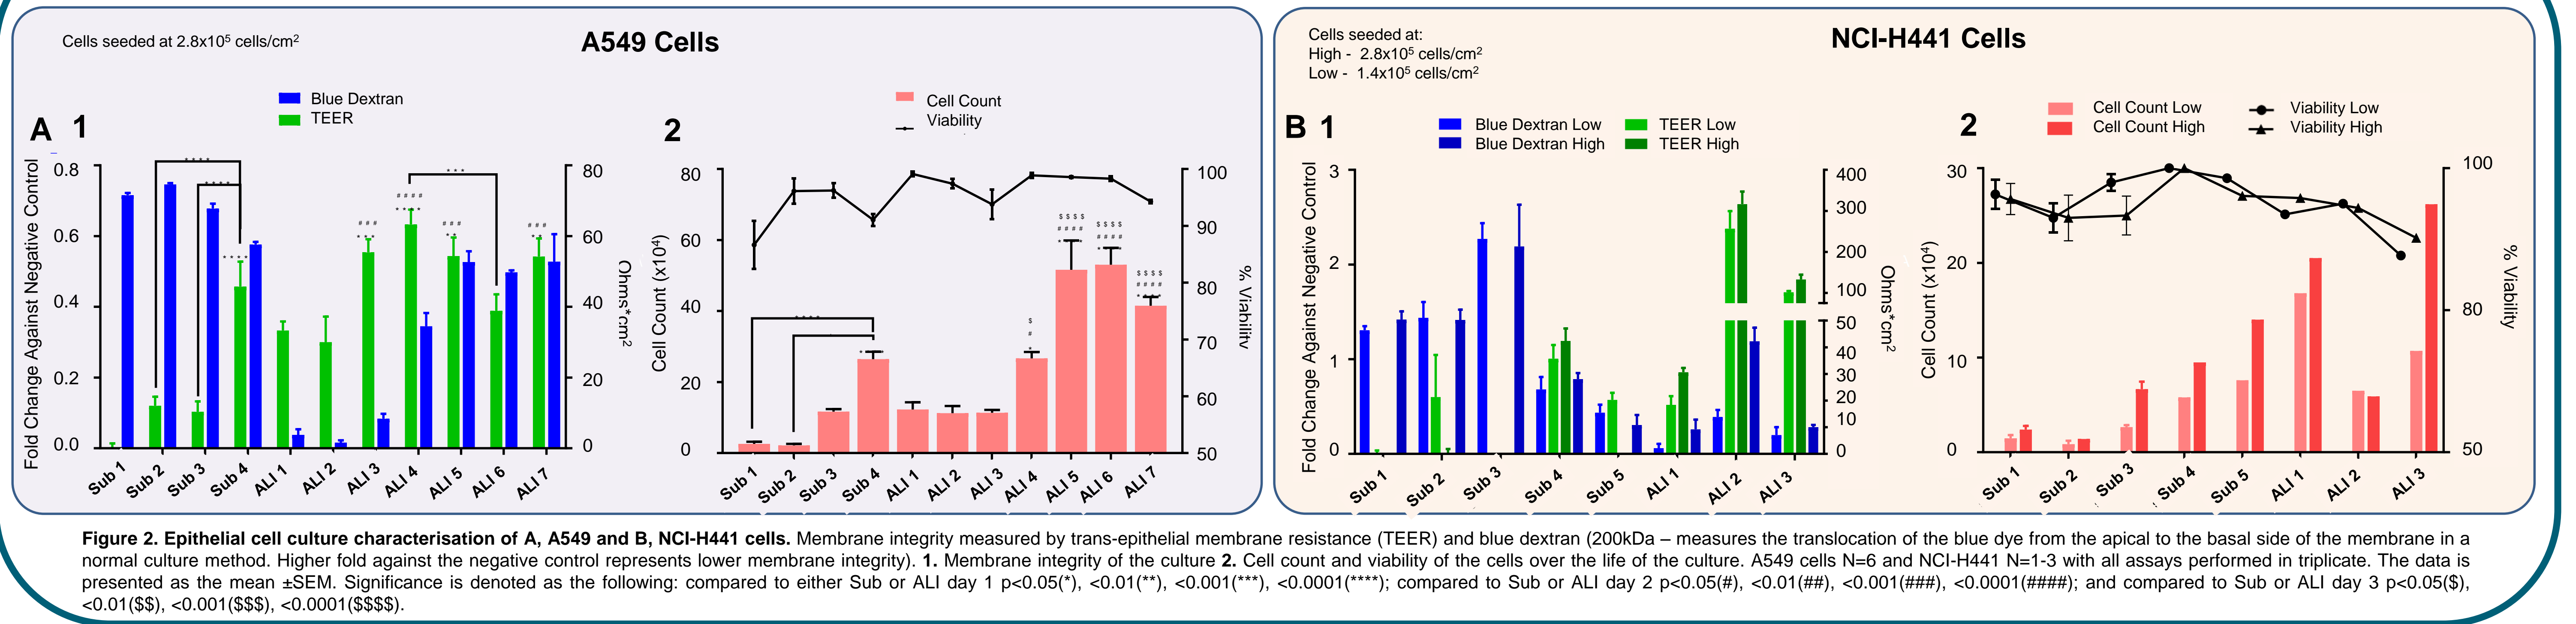 Cells seeded at 2.8x10⁵ cells/cm²
A549 Cells
A 1
Blue Dextran
TEER
Fold Change Against Negative Control
0.8
0.6
0.4
0.2
0.0
80
60
40
20
0
Ohms*cm²
****
****
****
###
***
####
****
***
###
**
###
**
Sub 1 Sub 2 Sub 3 Sub 4 ALI 1 ALI 2 ALI 3 ALI 4 ALI 5 ALI 6 ALI 7
2
Cell Count
Viability
Cell Count (x10⁴)
80
60
40
20
0
100
90
80
70
60
50
% Viability
****
****
$
#
*
$$$$
####
****
$$$$
####
****
$$$$
####
****
Sub 1 Sub 2 Sub 3 Sub 4 ALI 1 ALI 2 ALI 3 ALI 4 ALI 5 ALI 6 ALI 7
Cells seeded at:
High - 2.8x10⁵ cells/cm²
Low - 1.4x10⁵ cells/cm²
NCI-H441 Cells
B 1
Blue Dextran Low TEER Low
Blue Dextran High TEER High
Fold Change Against Negative Control
3
2
1
0
400
300
200
100
50
40
30
20
10
0
Ohms*cm²
Sub 1 Sub 2 Sub 3 Sub 4 Sub 5 ALI 1 ALI 2 ALI 3
2
Cell Count Low Viability Low
Cell Count High Viability High
Cell Count (x10⁴)
30
20
10
0
100
80
50
% Viability
Sub 1 Sub 2 Sub 3 Sub 4 Sub 5 ALI 1 ALI 2 ALI 3
Figure 2. Epithelial cell culture characterisation of A, A549 and B, NCI-H441 cells. Membrane integrity measured by trans-epithelial membrane resistance (TEER) and blue dextran (200kDa – measures the translocation of the blue dye from the apical to the basal side of the membrane in a
normal culture method. Higher fold against the negative control represents lower membrane integrity). 1. Membrane integrity of the culture 2. Cell count and viability of the cells over the life of the culture. A549 cells N=6 and NCI-H441 N=1-3 with all assays performed in triplicate. The data is
presented as the mean ±SEM. Significance is denoted as the following: compared to either Sub or ALI day 1 p<0.05(*), <0.01(**), <0.001(***), <0.0001(****); compared to Sub or ALI day 2 p<0.05(#), <0.01(##), <0.001(###), <0.0001(####); and compared to Sub or ALI day 3 p<0.05($),
<0.01($$), <0.001($$$), <0.0001($$$$).